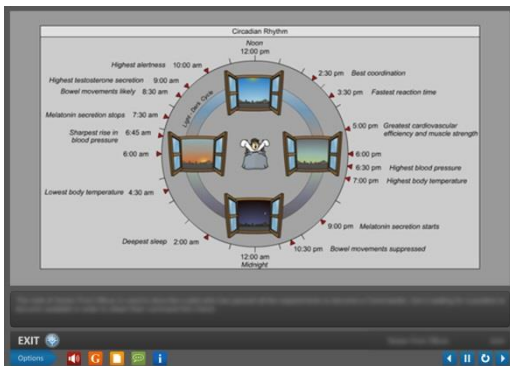 Circadian Rhythm
Noon
12:00 pm
Highest alertness 10:00 am
2:30 pm Best coordination
Highest testosterone secretion 9:00 am
Bowel movements likely 8:30 am
3:30 pm Fastest reaction time
Light - Dark Cycle
Melatonin secretion stops 7:30 am
5:00 pm Greatest cardiovascular
efficiency and muscle strength
Sharpest rise in
blood pressure 6:45 am
6:00 am
6:00 pm
6:30 pm Highest blood pressure
7:00 pm Highest body temperature
Lowest body temperature 4:30 am
9:00 pm Melatonin secretion starts
Deepest sleep 2:00 am
10:30 pm Bowel movements suppressed
12:00 am
Midnight
EXIT
Options
G
i